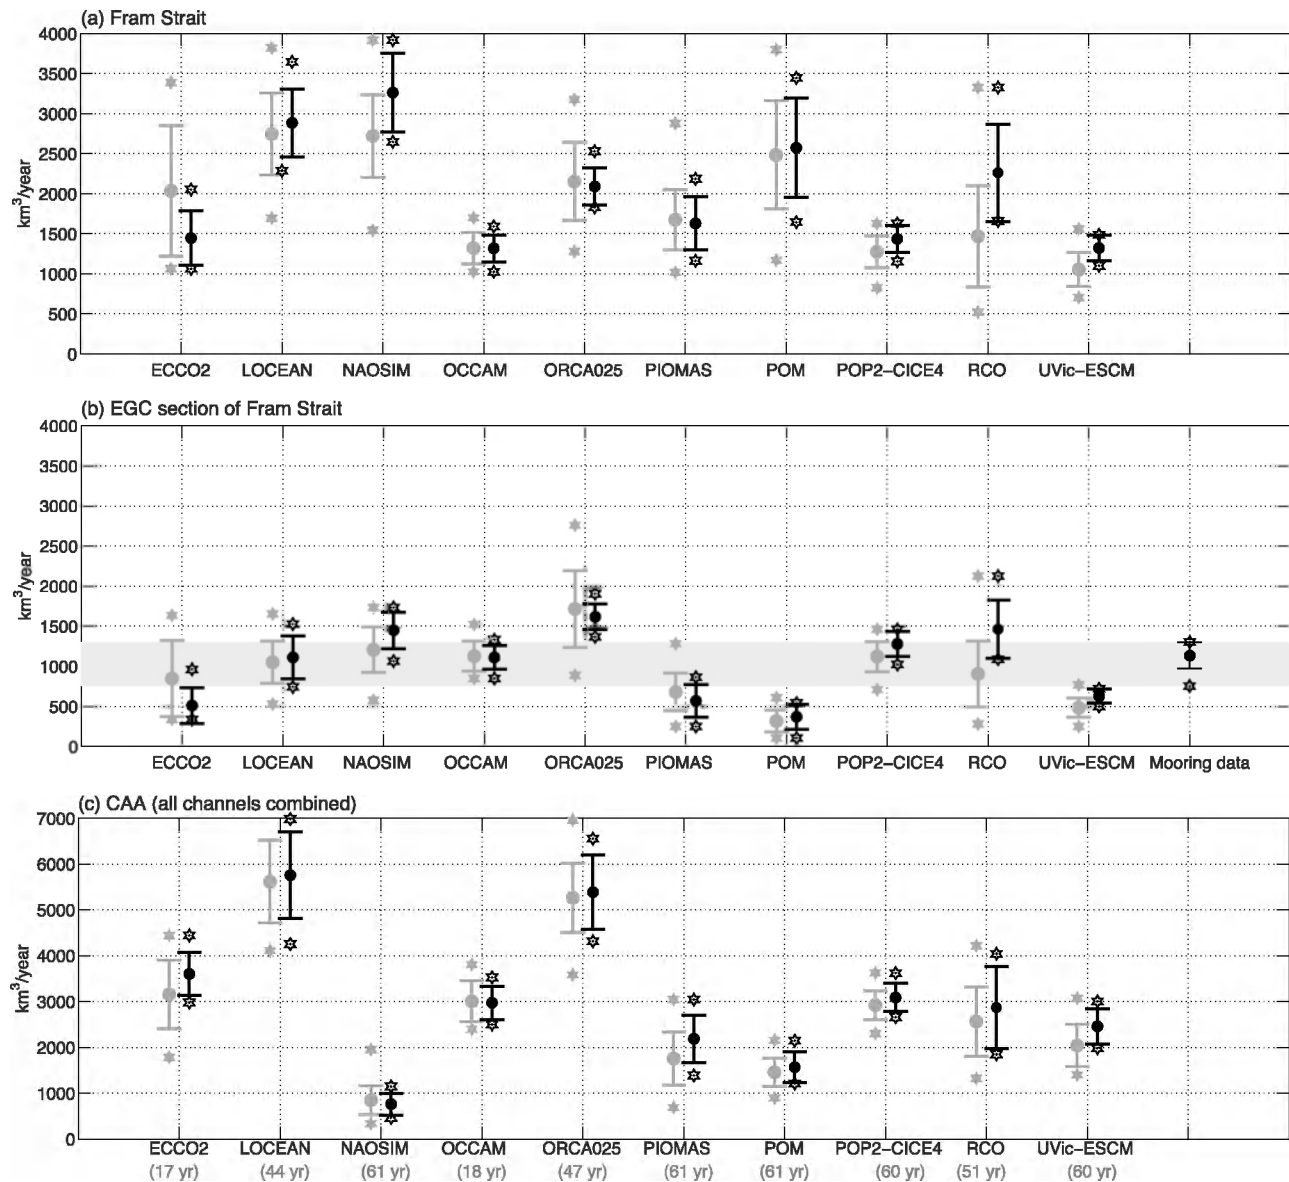 (a) Fram Strait
4000
3500
3000
2500
2000
1500
1000
500
0
km³/year
ECCO2 LOCEAN NAOSIM OCCAM ORCA025 PIOMAS POM POP2−CICE4 RCO UVic−ESCM
(b) EGC section of Fram Strait
4000
3500
3000
2500
2000
1500
1000
500
0
km³/year
ECCO2 LOCEAN NAOSIM OCCAM ORCA025 PIOMAS POM POP2−CICE4 RCO UVic−ESCM Mooring data
(c) CAA (all channels combined)
7000
6000
5000
4000
3000
2000
1000
0
km³/year
ECCO2 LOCEAN NAOSIM OCCAM ORCA025 PIOMAS POM POP2−CICE4 RCO UVic−ESCM
(17 yr) (44 yr) (61 yr) (18 yr) (47 yr) (61 yr) (61 yr) (60 yr) (51 yr) (60 yr)